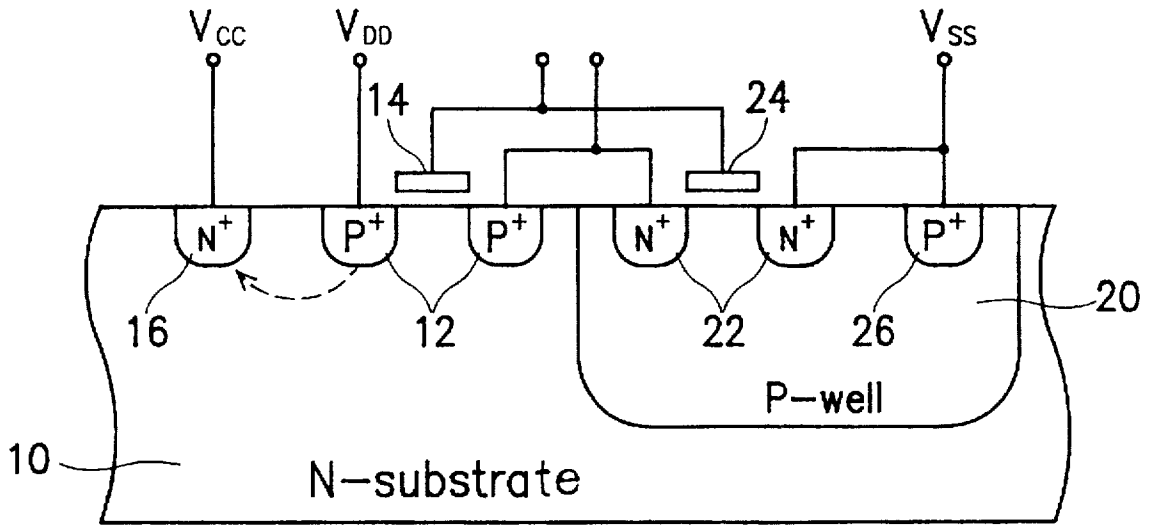 V_CC V_DD V_SS
14 24
N+ P+ P+ N+ N+ P+
16 12 22 26 20
P-well
10
N-substrate